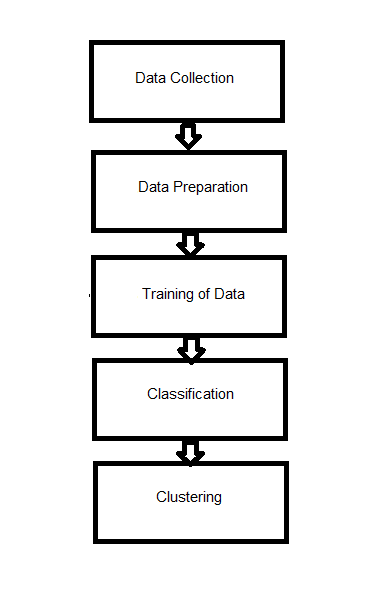 Data Collection
Data Preparation
Training of Data
Classification
Clustering